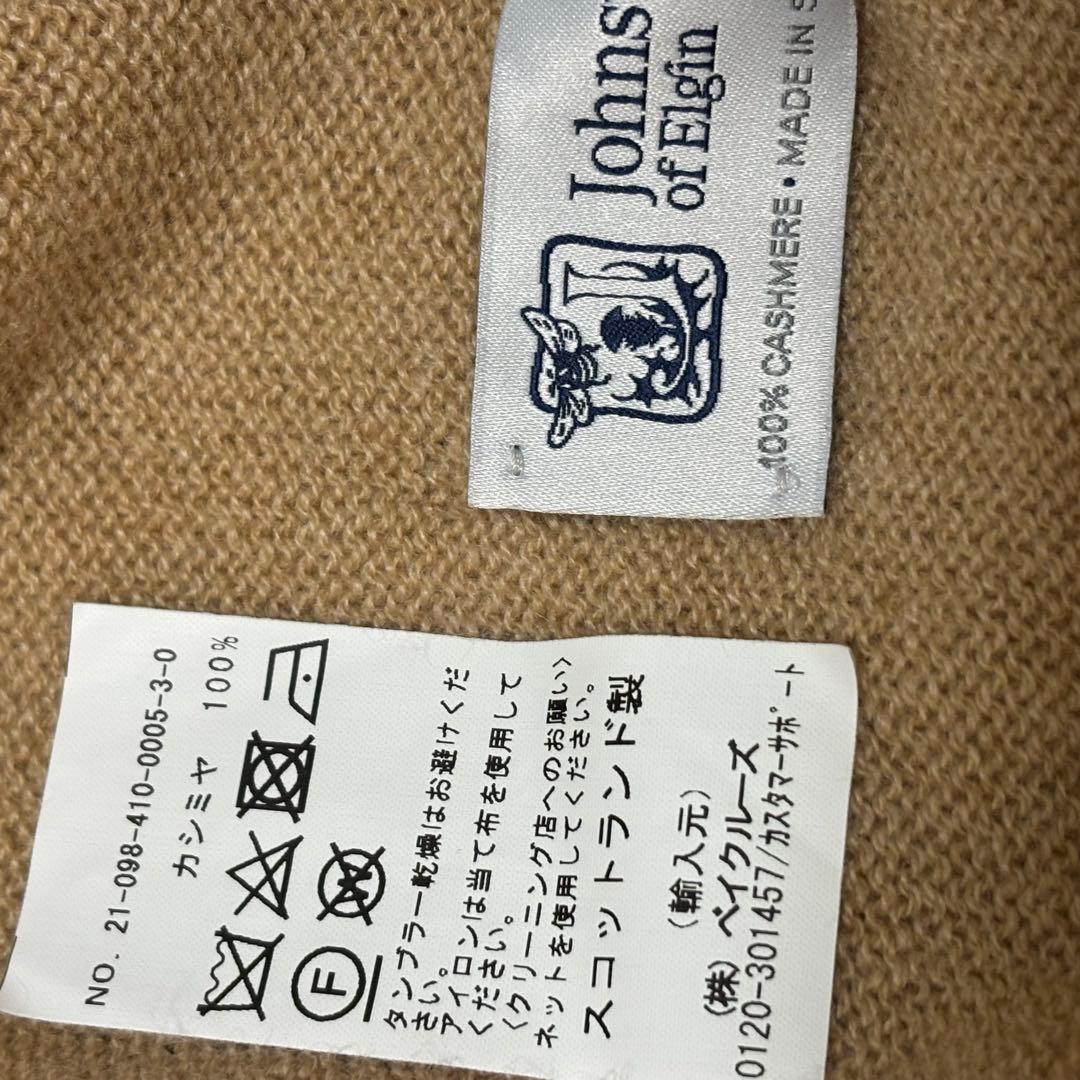 Johns
of Elgin
100% CASHMERE • MADE IN S
NO. 21-098-410-0005-3-0
カシミヤ 100%
F
W
タンブラー乾燥はお避けくだ
さい。
アイロンは当て布を使用して
ください。
〈クリーニング店へのお願い〉
ネットを使用してください。
スコットランド製
(輸入元)
(株) ベイクルーズ
0120-301457/カスタマーサポート